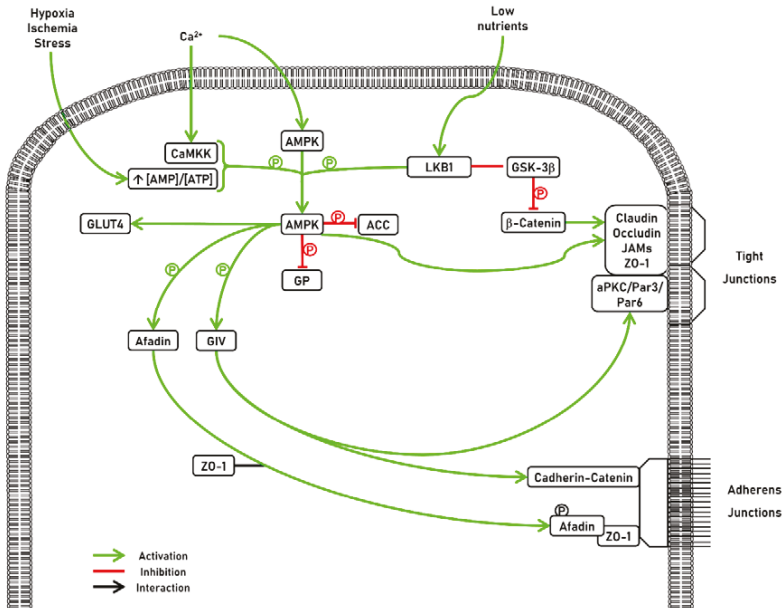 Hypoxia
Ischemia
Stress
Ca²⁺
Low
nutrients
AMPK
CaMKK
↑ [AMP]/[ATP]
P
P
LKB1
GSK-3β
P
β-Catenin
Claudin
Occludin
JAMs
ZO-1
Tight
Junctions
aPKC/Par3/
Par6
GLUT4
AMPK
P
ACC
P
GP
P
P
Afadin
GIV
ZO-1
Cadherin-Catenin
P
Afadin
ZO-1
Adherens
Junctions
Activation
Inhibition
Interaction